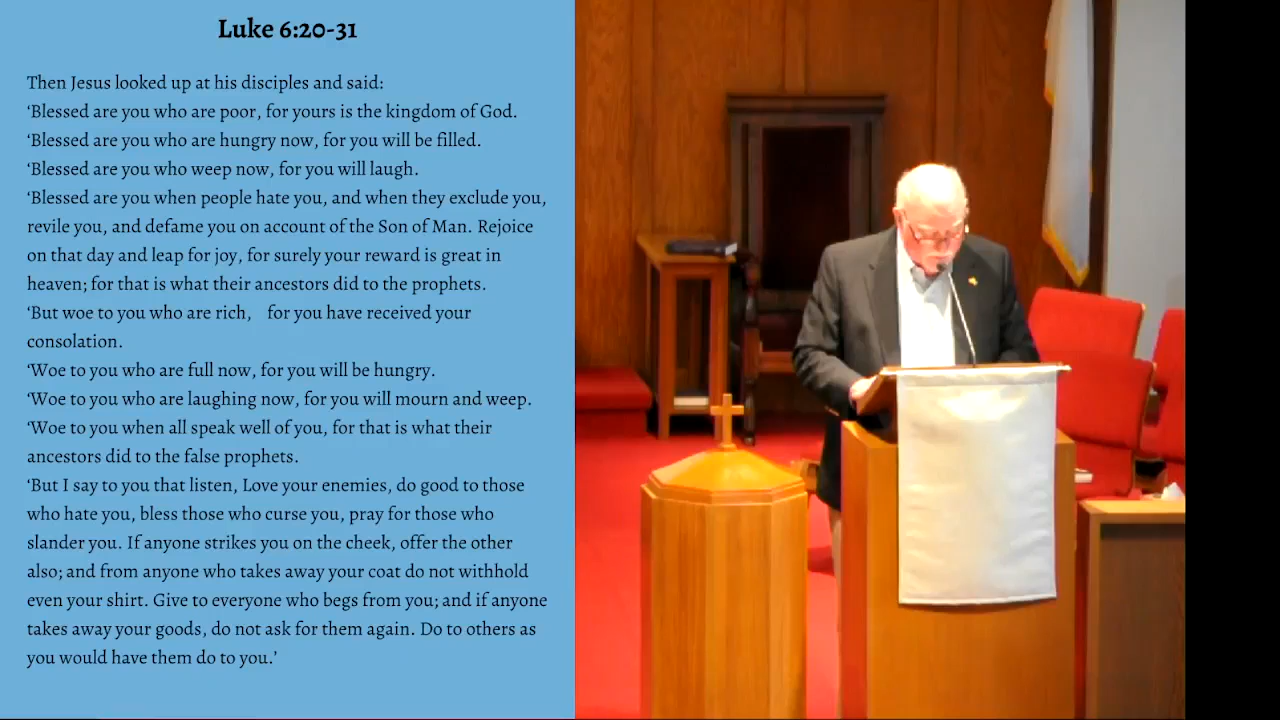 Luke 6:20-31
Then Jesus looked up at his disciples and said:
‘Blessed are you who are poor, for yours is the kingdom of God.
‘Blessed are you who are hungry now, for you will be filled.
‘Blessed are you who weep now, for you will laugh.
‘Blessed are you when people hate you, and when they exclude you,
revile you, and defame you on account of the Son of Man. Rejoice
on that day and leap for joy, for surely your reward is great in
heaven; for that is what their ancestors did to the prophets.
‘But woe to you who are rich,   for you have received your
consolation.
‘Woe to you who are full now, for you will be hungry.
‘Woe to you who are laughing now, for you will mourn and weep.
‘Woe to you when all speak well of you, for that is what their
ancestors did to the false prophets.
‘But I say to you that listen, Love your enemies, do good to those
who hate you, bless those who curse you, pray for those who
slander you. If anyone strikes you on the cheek, offer the other
also; and from anyone who takes away your coat do not withhold
even your shirt. Give to everyone who begs from you; and if anyone
takes away your goods, do not ask for them again. Do to others as
you would have them do to you.’